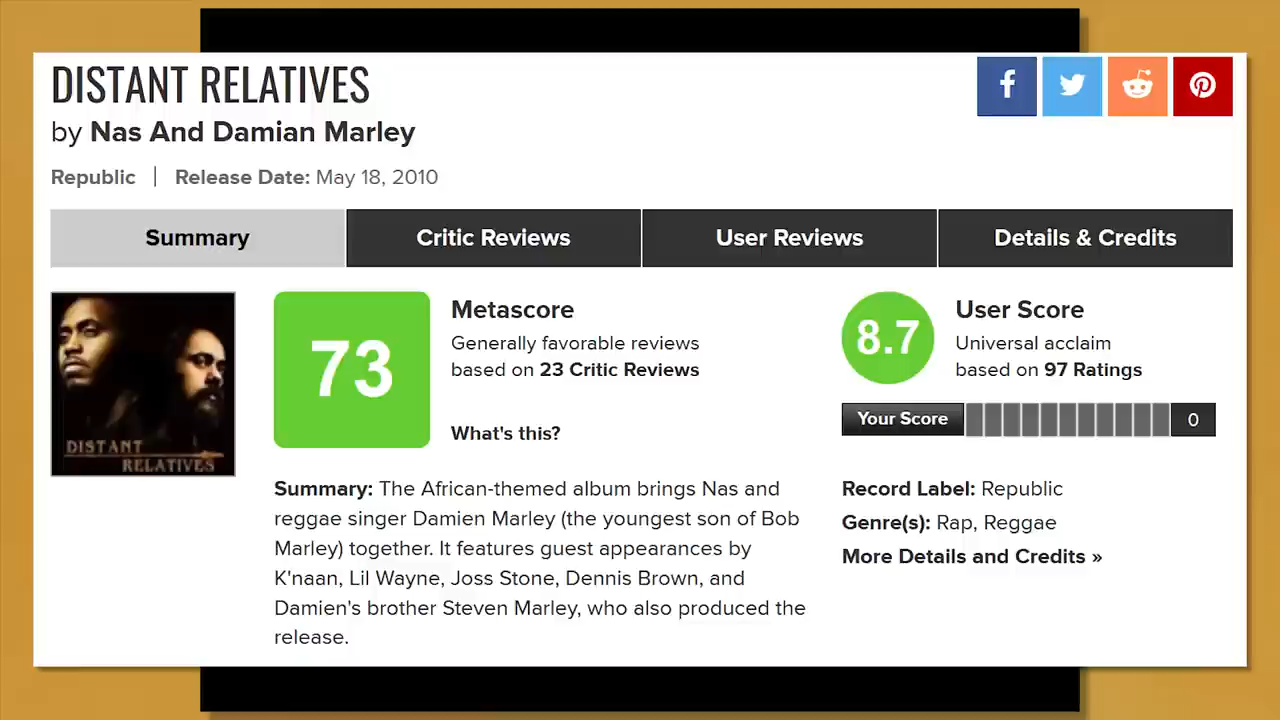 DISTANT RELATIVES
by Nas And Damian Marley
Republic | Release Date: May 18, 2010
Summary
Critic Reviews
User Reviews
Details & Credits
DISTANT
RELATIVES
73
Metascore
Generally favorable reviews
based on 23 Critic Reviews
What's this?
8.7
User Score
Universal acclaim
based on 97 Ratings
Your Score
0
Summary: The African-themed album brings Nas and
reggae singer Damien Marley (the youngest son of Bob
Marley) together. It features guest appearances by
K'naan, Lil Wayne, Joss Stone, Dennis Brown, and
Damien's brother Steven Marley, who also produced the
release.
Record Label: Republic
Genre(s): Rap, Reggae
More Details and Credits »